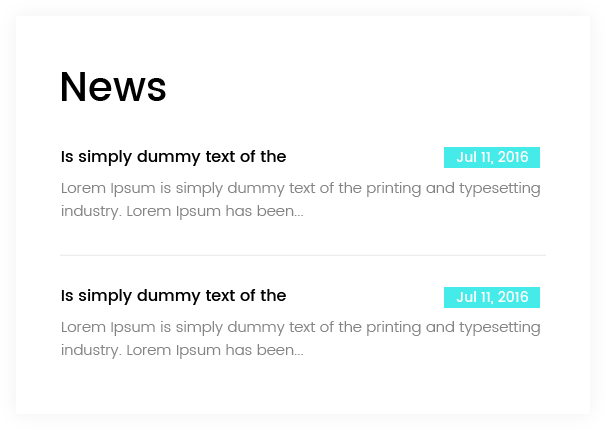 News
Is simply dummy text of the Jul 11, 2016
Lorem Ipsum is simply dummy text of the printing and typesetting
industry. Lorem Ipsum has been...
Is simply dummy text of the Jul 11, 2016
Lorem Ipsum is simply dummy text of the printing and typesetting
industry. Lorem Ipsum has been...